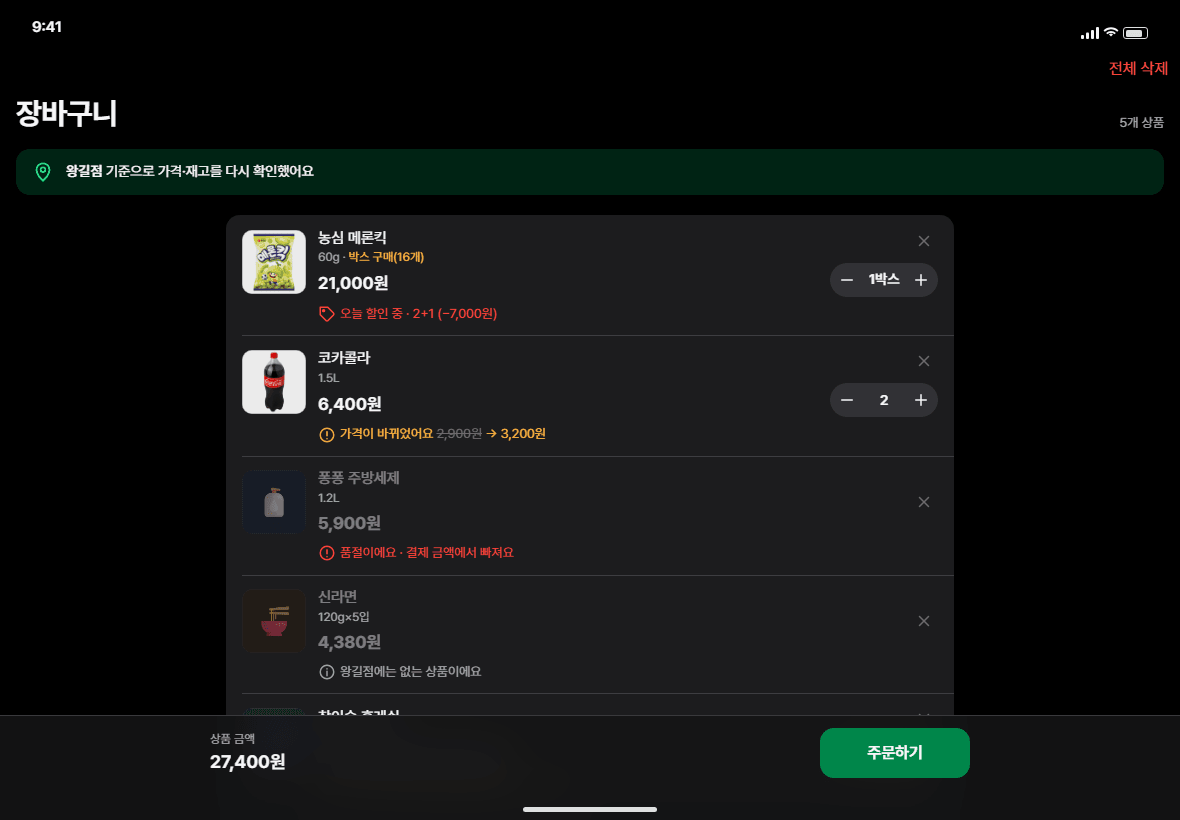 9:41
전체 삭제
장바구니
5개 상품
왕길점 기준으로 가격·재고를 다시 확인했어요
농심 메론킥
60g · 박스 구매(16개)
21,000원
1박스
오늘 할인 중 · 2+1 (−7,000원)
코카콜라
1.5L
6,400원
2
가격이 바뀌었어요 2,900원 → 3,200원
퐁퐁 주방세제
1.2L
5,900원
품절이에요 · 결제 금액에서 빠져요
신라면
120g×5입
4,380원
왕길점에는 없는 상품이에요
상품 금액
27,400원
주문하기